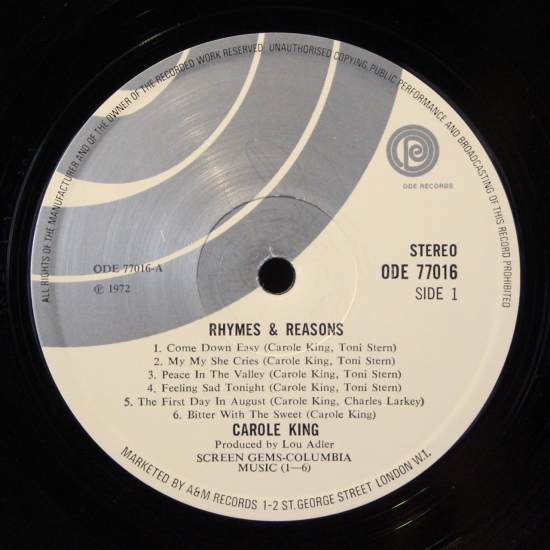 ALL RIGHTS OF THE MANUFACTURER AND OF THE OWNER OF THE RECORDED WORK RESERVED. UNAUTHORISED COPYING, PUBLIC PERFORMANCE AND BROADCASTING OF THIS RECORD PROHIBITED
ODE RECORDS
STEREO
ODE 77016
SIDE 1
ODE 77016-A
℗ 1972
RHYMES & REASONS
1. Come Down Easy (Carole King, Toni Stern)
2. My My She Cries (Carole King, Toni Stern)
3. Peace In The Valley (Carole King, Toni Stern)
4. Feeling Sad Tonight (Carole King, Toni Stern)
5. The First Day In August (Carole King, Charles Larkey)
6. Bitter With The Sweet (Carole King)
CAROLE KING
Produced by Lou Adler
SCREEN GEMS-COLUMBIA
MUSIC (1—6)
MARKETED BY A&M RECORDS 1-2 ST. GEORGE STREET LONDON W.1.